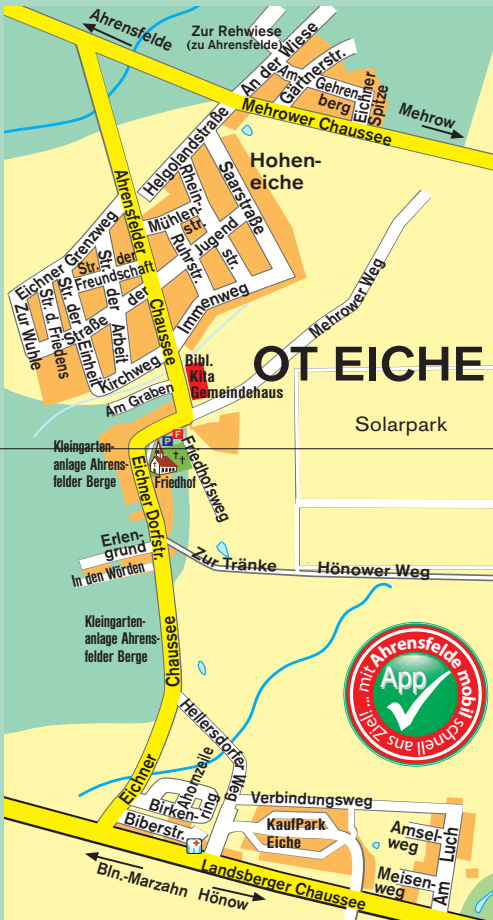 Ahrensfelde
Zur Rehwiese
(zu Ahrensfelde)
An der Wiese
Am
Gehren-
berg
Gärtnerstr.
Eichner
Spitze
Mehrower Chaussee
Mehrow
Helgolandstraße
Hohen-
eiche
Saarstraße
Rhein-
str.
Mühlen-
Ruhrstr.
Jugend
str.
Ahrensfelder
Chaussee
Eichner Grenzweg
Str. der
Freundschaft
Zur Wuhle
Str. d. Friedens
Str. der
Einheit
Str. der
Arbeit
Straße der
Immenweg
Kirchweg
Am Graben
Mehrower Weg
Bibl.
Kita
Gemeindehaus
OT EICHE
Solarpark
P
F
Kleingarten-
anlage Ahrens-
felder Berge
Friedhof
Friedhofsweg
Eichner Dorfstr.
Erlen-
grund
In den Wörden
Zur Tränke
Hönower Weg
Kleingarten-
anlage Ahrens-
felder Berge
Eichner
Chaussee
... mit Ahrensfelde mobil schnell ans Ziel!
App
Hellersdorfer Weg
Ahornzeile
Birken-
ring
Biberstr.
Verbindungsweg
KaufPark
Eiche
Amsel-
weg
Meisen-
weg
Am Luch
Landsberger Chaussee
Bln.-Marzahn
Hönow